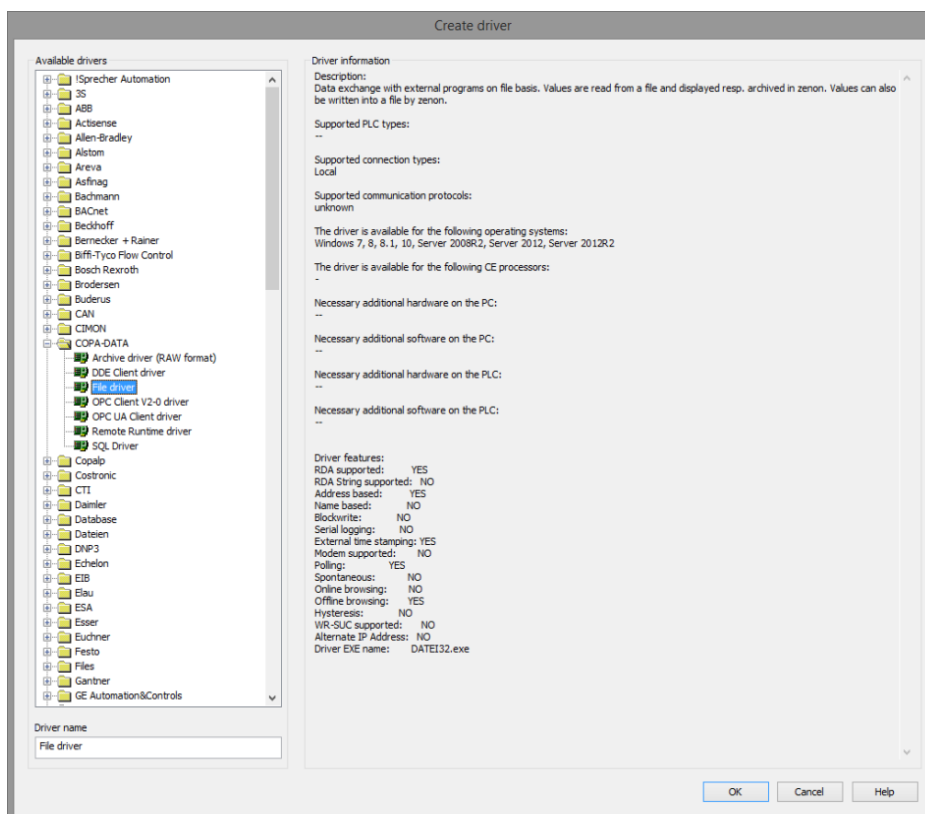 Create driver
Available drivers
!Sprecher Automation
3S
ABB
Actisense
Allen-Bradley
Alstom
Areva
Asfinag
Bachmann
BACnet
Beckhoff
Bernecker + Rainer
Biffi-Tyco Flow Control
Bosch Rexroth
Brodersen
Buderus
CAN
CIMON
COPA-DATA
Archive driver (RAW format)
DDE Client driver
File driver
OPC Client V2-0 driver
OPC UA Client driver
Remote Runtime driver
SQL Driver
Copalp
Costronic
CTI
Daimler
Database
Dateien
DNP3
Echelon
EIB
Elau
ESA
Esser
Euchner
Festo
Files
Gantner
GE Automation&Controls
Driver name
File driver
Driver information
Description:
Data exchange with external programs on file basis. Values are read from a file and displayed resp. archived in zenon. Values can also
be written into a file by zenon.
Supported PLC types:
--
Supported connection types:
Local
Supported communication protocols:
unknown
The driver is available for the following operating systems:
Windows 7, 8, 8.1, 10, Server 2008R2, Server 2012, Server 2012R2
The driver is available for the following CE processors:
-
Necessary additional hardware on the PC:
--
Necessary additional software on the PC:
--
Necessary additional hardware on the PLC:
--
Necessary additional software on the PLC:
--
Driver features:
RDA supported: YES
RDA String supported: NO
Address based: YES
Name based: NO
Blockwrite: NO
Serial logging: NO
External time stamping: YES
Modem supported: NO
Polling: YES
Spontaneous: NO
Online browsing: NO
Offline browsing: YES
Hysteresis: NO
WR-SUC supported: NO
Alternate IP Address: NO
Driver EXE name: DATEI32.exe
OK Cancel Help